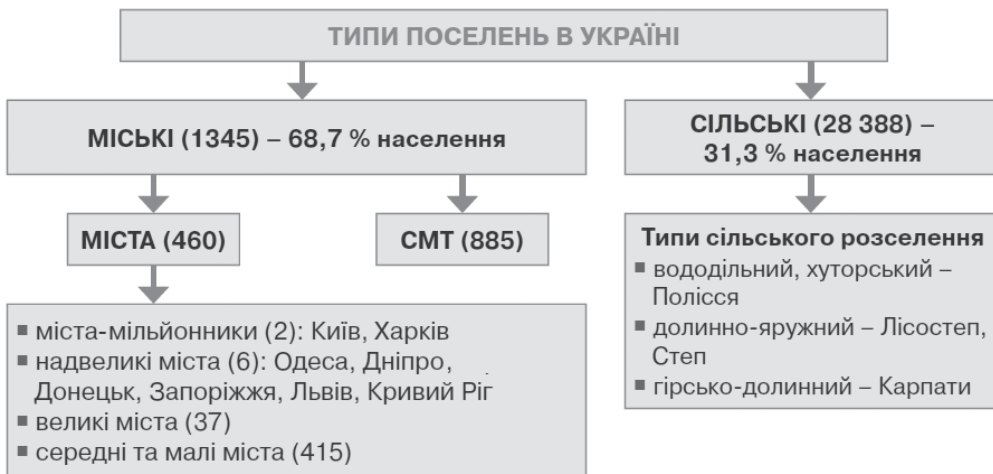 ТИПИ ПОСЕЛЕНЬ В УКРАЇНІ
МІСЬКІ (1345) – 68,7 % населення
СІЛЬСЬКІ (28 388) –
31,3 % населення
МІСТА (460)
СМТ (885)
■ міста-мільйонники (2): Київ, Харків
■ надвеликі міста (6): Одеса, Дніпро,
Донецьк, Запоріжжя, Львів, Кривий Ріг
■ великі міста (37)
■ середні та малі міста (415)
Типи сільського розселення
■ вододільний, хуторський –
Полісся
■ долинно-яружний – Лісостеп,
Степ
■ гірсько-долинний – Карпати